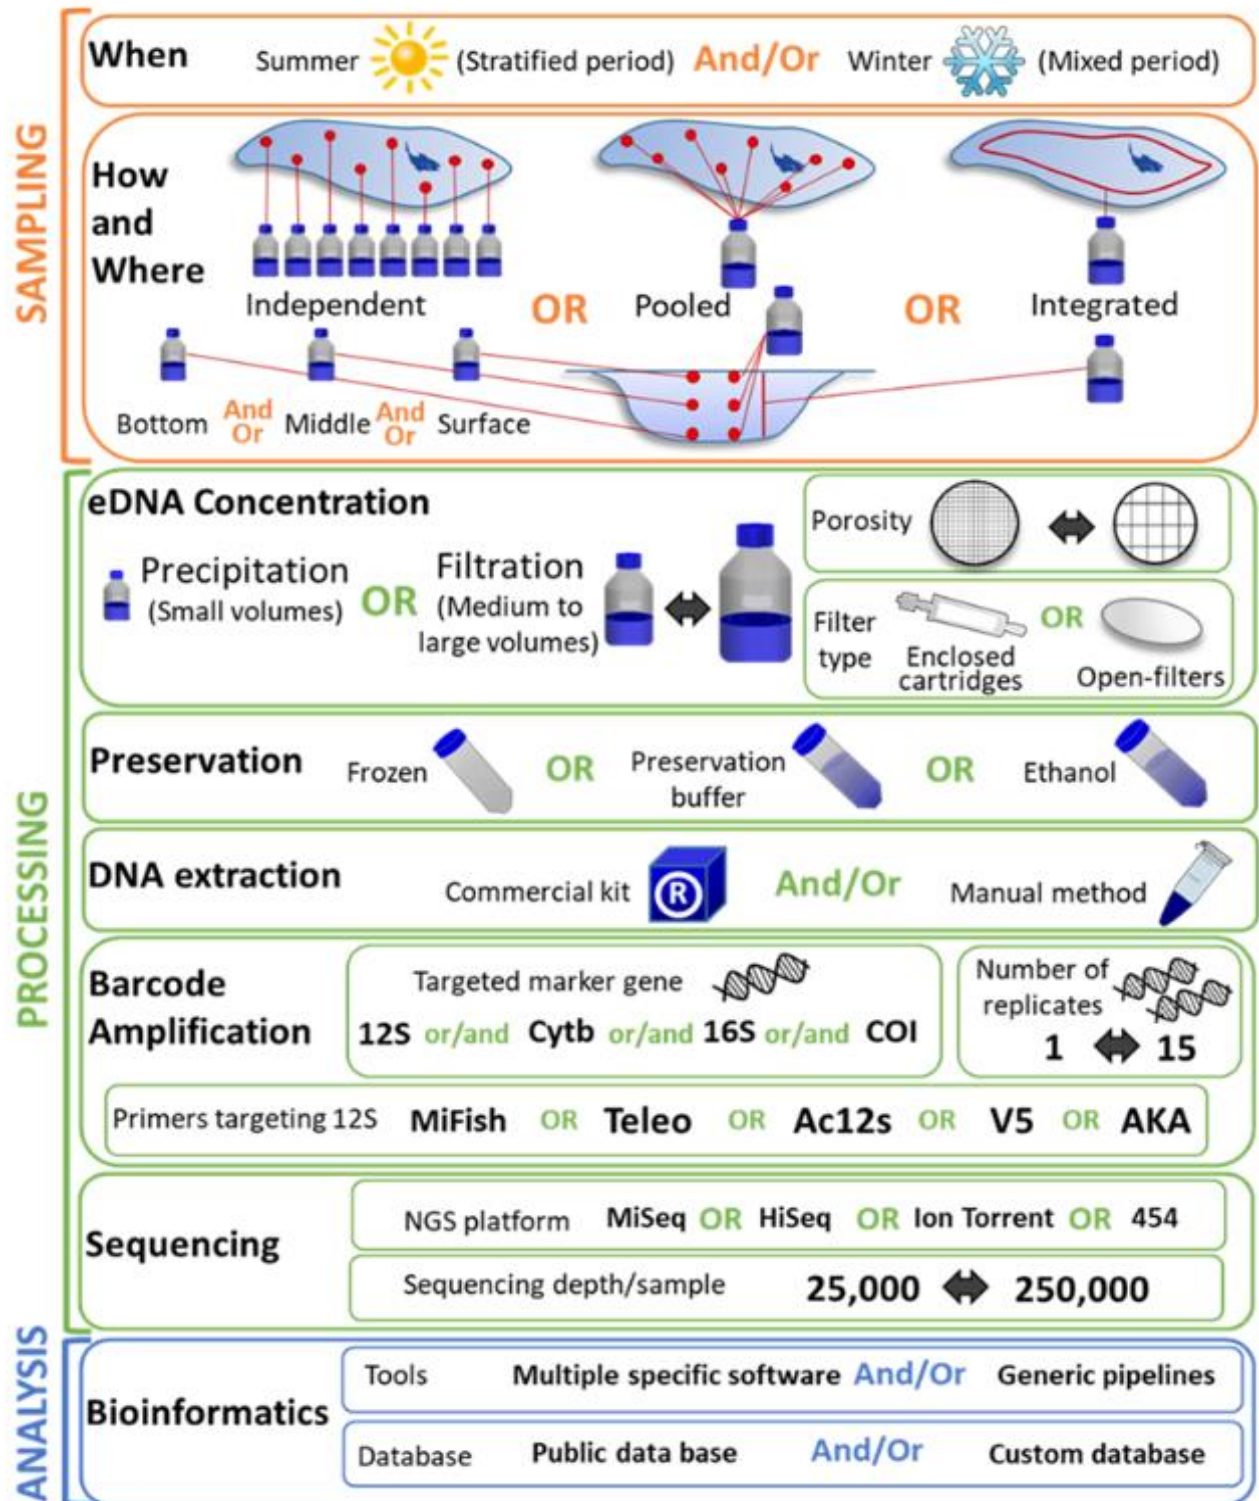 SAMPLING
When
Summer (Stratified period) And/Or Winter (Mixed period)
How
and
Where
Independent OR Pooled OR Integrated
Bottom And Or Middle And Or Surface
PROCESSING
eDNA Concentration
Precipitation
(Small volumes)
OR
Filtration
(Medium to
large volumes)
Porosity
Filter
type
Enclosed
cartridges
OR
Open-filters
Preservation
Frozen OR Preservation
buffer
OR Ethanol
DNA extraction
Commercial kit R And/Or Manual method
Barcode
Amplification
Targeted marker gene
12S or/and Cytb or/and 16S or/and COI
Number of
replicates
1 15
Primers targeting 12S MiFish OR Teleo OR Ac12s OR V5 OR AKA
Sequencing
NGS platform MiSeq OR HiSeq OR Ion Torrent OR 454
Sequencing depth/sample 25,000 250,000
ANALYSIS
Bioinformatics
Tools Multiple specific software And/Or Generic pipelines
Database Public data base And/Or Custom database